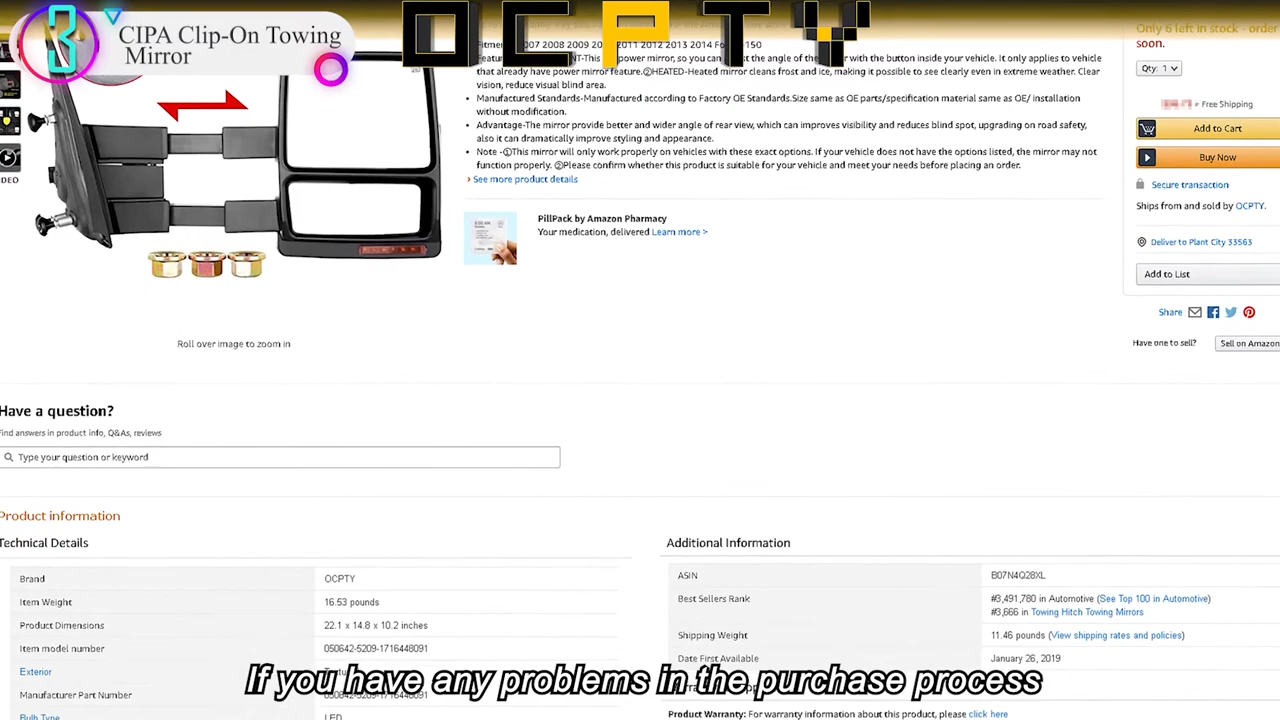 3
CIPA Clip-On Towing
Mirror
OCPTY
DEO
Roll over image to zoom in
2007 2008 2009
2011 2012 2013 2014
-150
power mirror, so you can
the angle of the
with the button inside your vehicle. It only applies to vehicle
that already have power mirror feature.②HEATED-Heated mirror cleans frost and ice, making it possible to see clearly even in extreme weather. Clear
vision, reduce visual blind area.
• Manufactured Standards-Manufactured according to Factory OE Standards.Size same as OE parts/specification material same as OE/ installation
without modification.
• Advantage-The mirror provide better and wider angle of rear view, which can improves visibility and reduces blind spot, upgrading on road safety,
also it can dramatically improve styling and appearance.
• Note -①This mirror will only work properly on vehicles with these exact options. If your vehicle does not have the options listed, the mirror may not
function properly. ②Please confirm whether this product is suitable for your vehicle and meet your needs before placing an order.
› See more product details
PillPack by Amazon Pharmacy
Your medication, delivered Learn more >
Only 6 left in stock - order
soon.
Qty: 1
+ Free Shipping
Add to Cart
Buy Now
Secure transaction
Ships from and sold by OCPTY.
Deliver to Plant City 33563
Add to List
Share
Have one to sell?
Sell on Amazon
Have a question?
Find answers in product info, Q&As, reviews
Type your question or keyword
Product information
Technical Details
Brand OCPTY
Item Weight 16.53 pounds
Product Dimensions 22.1 x 14.8 x 10.2 inches
Item model number 050642-5209-1716448091
Exterior
Manufacturer Part Number 050642-5209-1716448091
Bulb Type LED
Additional Information
ASIN B07N4Q28XL
Best Sellers Rank #3,491,780 in Automotive (See Top 100 in Automotive)
#3,666 in Towing Hitch Towing Mirrors
Shipping Weight 11.46 pounds (View shipping rates and policies)
Date First Available January 26, 2019
Product Warranty: For warranty information about this product, please click here
If you have any problems in the purchase process